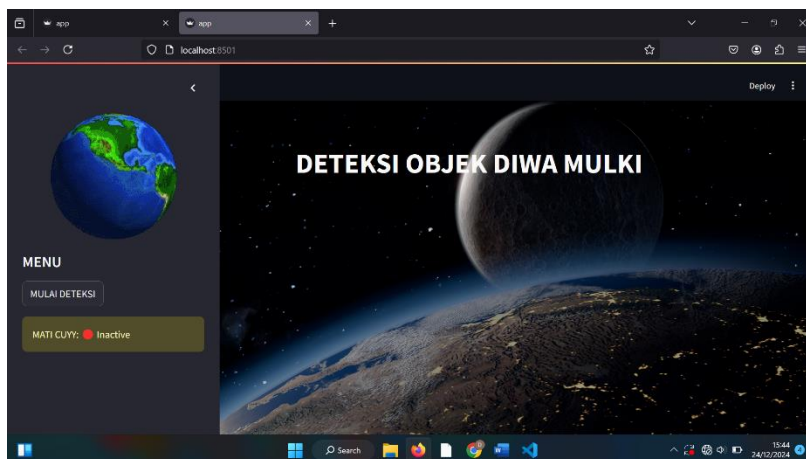 app
app
localhost:8501
Deploy
DETEKSI OBJEK DIWA MULKI
MENU
MULAI DETEKSI
MATI CUYY: Inactive
Search
15:44
24/12/2024